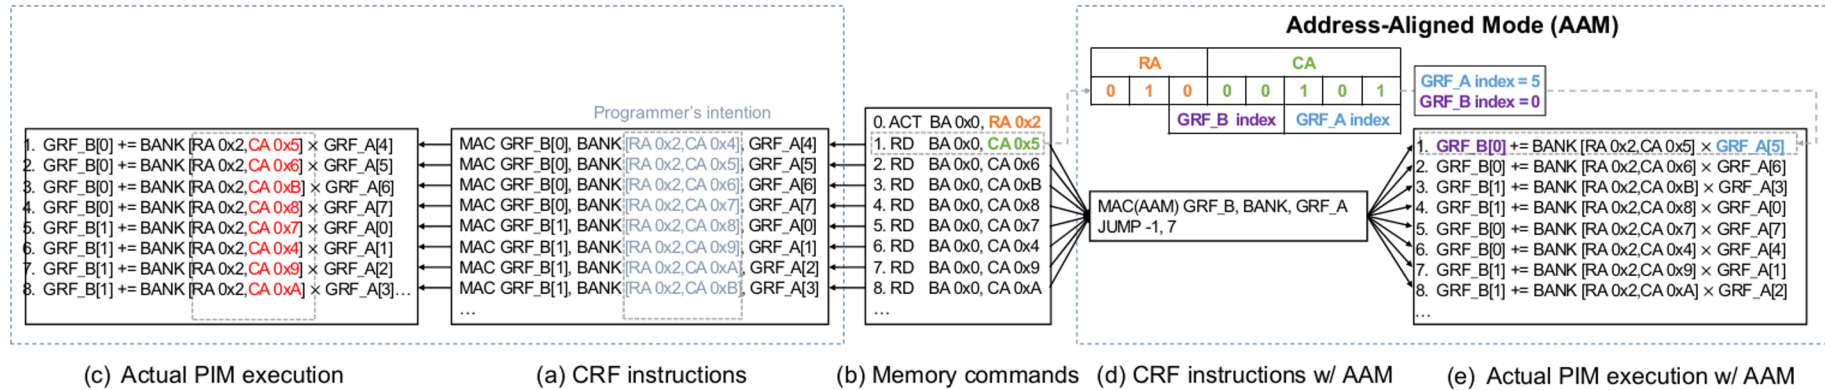 Address-Aligned Mode (AAM)
RA CA
0 1 0 0 0 1 0 1
GRF_B index GRF_A index
GRF_A index = 5
GRF_B index = 0
Programmer's intention
1. GRF_B[0] += BANK [RA 0x2,CA 0x5] × GRF_A[4]
2. GRF_B[0] += BANK [RA 0x2,CA 0x6] × GRF_A[5]
3. GRF_B[0] += BANK [RA 0x2,CA 0xB] × GRF_A[6]
4. GRF_B[0] += BANK [RA 0x2,CA 0x8] × GRF_A[7]
5. GRF_B[1] += BANK [RA 0x2,CA 0x7] × GRF_A[0]
6. GRF_B[1] += BANK [RA 0x2,CA 0x4] × GRF_A[1]
7. GRF_B[1] += BANK [RA 0x2,CA 0x9] × GRF_A[2]
8. GRF_B[1] += BANK [RA 0x2,CA 0xA] × GRF_A[3]...
MAC GRF_B[0], BANK [RA 0x2,CA 0x4], GRF_A[4]
MAC GRF_B[0], BANK [RA 0x2,CA 0x5], GRF_A[5]
MAC GRF_B[0], BANK [RA 0x2,CA 0x6], GRF_A[6]
MAC GRF_B[0], BANK [RA 0x2,CA 0x7], GRF_A[7]
MAC GRF_B[1], BANK [RA 0x2,CA 0x8], GRF_A[0]
MAC GRF_B[1], BANK [RA 0x2,CA 0x9], GRF_A[1]
MAC GRF_B[1], BANK [RA 0x2,CA 0xA], GRF_A[2]
MAC GRF_B[1], BANK [RA 0x2,CA 0xB], GRF_A[3]
...
0. ACT BA 0x0, RA 0x2
1. RD BA 0x0, CA 0x5
2. RD BA 0x0, CA 0x6
3. RD BA 0x0, CA 0xB
4. RD BA 0x0, CA 0x8
5. RD BA 0x0, CA 0x7
6. RD BA 0x0, CA 0x4
7. RD BA 0x0, CA 0x9
8. RD BA 0x0, CA 0xA
...
MAC(AAM) GRF_B, BANK, GRF_A
JUMP -1, 7
1. GRF_B[0] += BANK [RA 0x2,CA 0x5] × GRF_A[5]
2. GRF_B[0] += BANK [RA 0x2,CA 0x6] × GRF_A[6]
3. GRF_B[1] += BANK [RA 0x2,CA 0xB] × GRF_A[3]
4. GRF_B[1] += BANK [RA 0x2,CA 0x8] × GRF_A[0]
5. GRF_B[0] += BANK [RA 0x2,CA 0x7] × GRF_A[7]
6. GRF_B[0] += BANK [RA 0x2,CA 0x4] × GRF_A[4]
7. GRF_B[1] += BANK [RA 0x2,CA 0x9] × GRF_A[1]
8. GRF_B[1] += BANK [RA 0x2,CA 0xA] × GRF_A[2]
...
(c) Actual PIM execution
(a) CRF instructions
(b) Memory commands
(d) CRF instructions w/ AAM
(e) Actual PIM execution w/ AAM